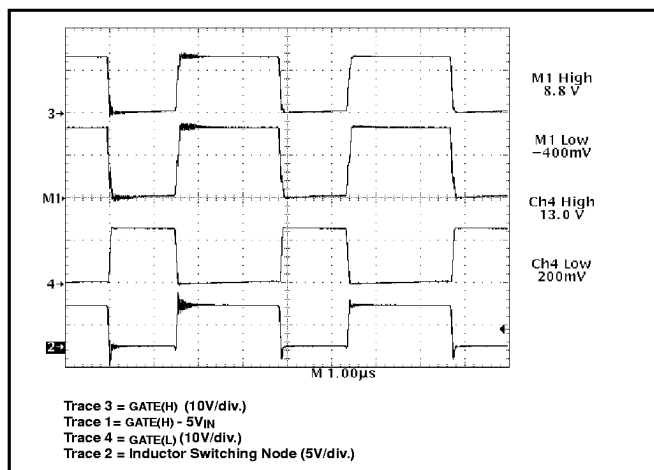 M1 High
8.8 V
3→
M1 Low
−400mV
M1→
Ch4 High
13.0 V
4→
Ch4 Low
200mV
2→
M 1.00µs
Trace 3 = GATE(H) (10V/div.)
Trace 1= GATE(H) - 5VIN
Trace 4 = GATE(L) (10V/div.)
Trace 2 = Inductor Switching Node (5V/div.)